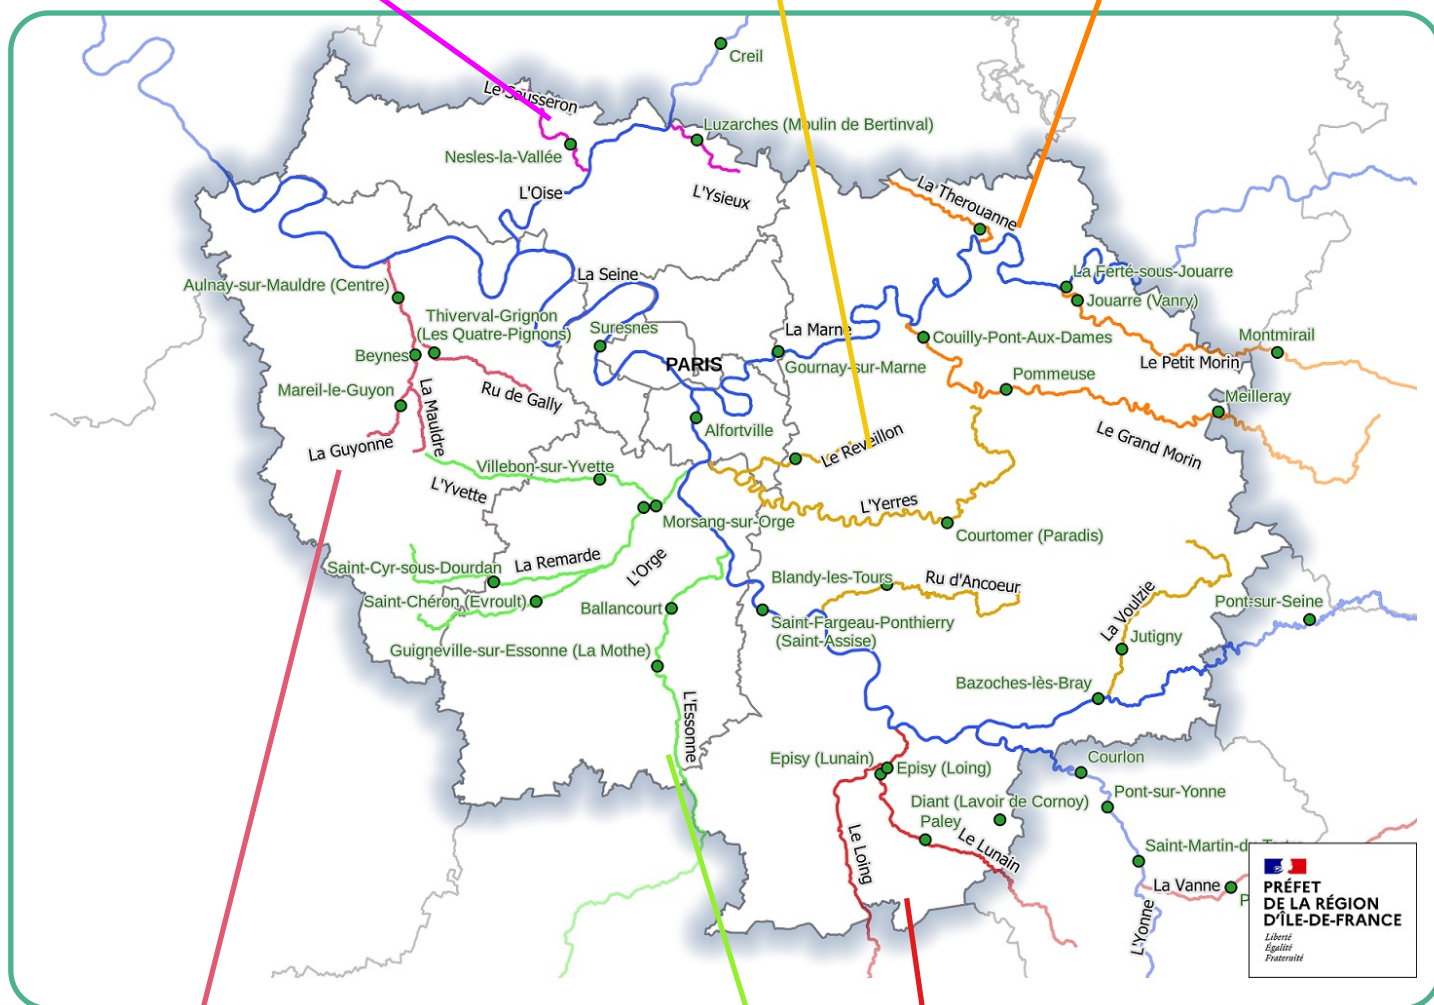 Creil
Le Sausseron
Luzarches (Moulin de Bertinval)
Nesles-la-Vallée
L'Oise
L'Ysieux
La Therouanne
La Seine
La Ferté-sous-Jouarre
Aulnay-sur-Mauldre (Centre)
Jouarre (Vanry)
Thiverval-Grignon
(Les Quatre-Pignons)
Suresnes
La Marne
Couilly-Pont-Aux-Dames
Montmirail
Beynes
PARIS
Gournay-sur-Marne
Le Petit Morin
Pommeuse
Mareil-le-Guyon
La Mauldre
Ru de Gally
Meilleray
Alfortville
La Guyonne
Le Reveillon
Le Grand Morin
Villebon-sur-Yvette
L'Yvette
L'Yerres
Morsang-sur-Orge
Courtomer (Paradis)
La Remarde
L'Orge
Saint-Cyr-sous-Dourdan
Blandy-les-Tours
Ru d'Ancoeur
Saint-Chéron (Evroult)
Ballancourt
La Voulzie
Pont-sur-Seine
Saint-Fargeau-Ponthierry
(Saint-Assise)
Jutigny
Guigneville-sur-Essonne (La Mothe)
Bazoches-lès-Bray
L'Essonne
Episy (Lunain)
Episy (Loing)
Courlon
Pont-sur-Yonne
Diant (Lavoir de Cornoy)
Paley
Le Loing
Le Lunain
Saint-Martin-du-Tertre
La Vanne
L'Yonne
P
PRÉFET
DE LA RÉGION
D'ÎLE-DE-FRANCE
Liberté
Égalité
Fraternité